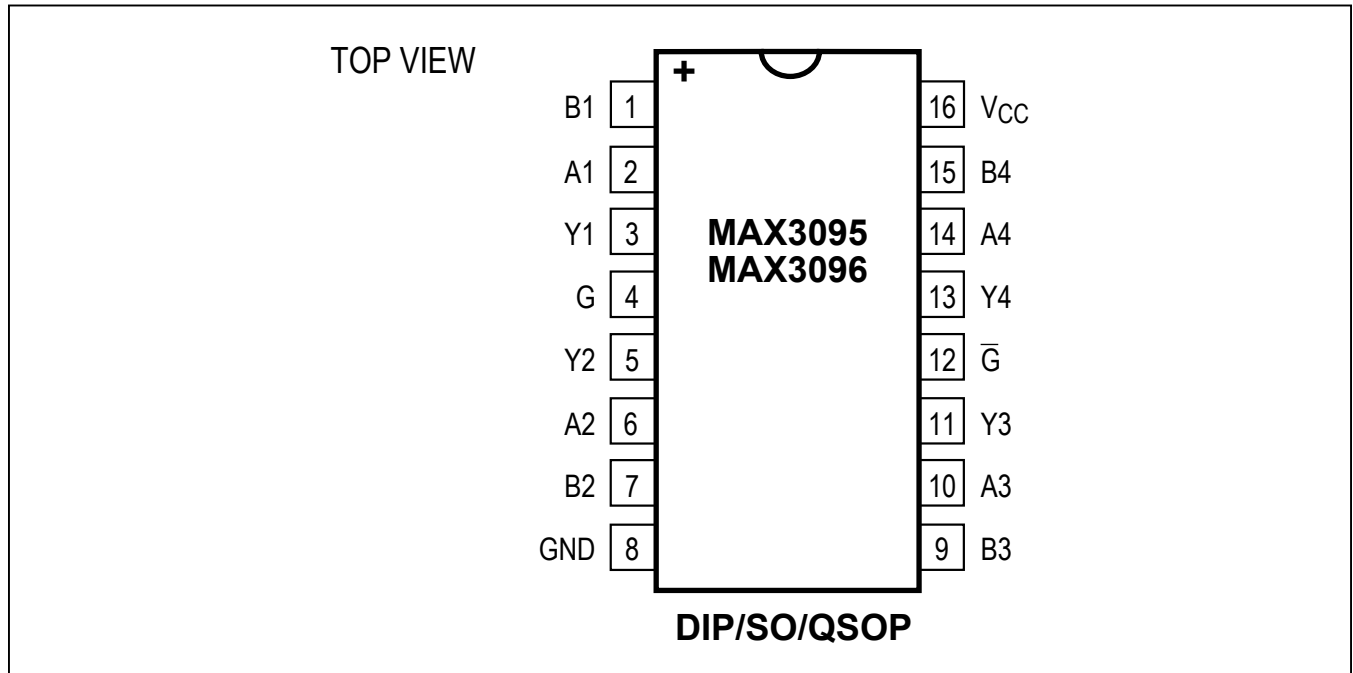 TOP VIEW
+
B1 1 16 VCC
A1 2 15 B4
Y1 3 14 A4
MAX3095
MAX3096
G 4 13 Y4
Y2 5 12 G̅
A2 6 11 Y3
B2 7 10 A3
GND 8 9 B3
DIP/SO/QSOP